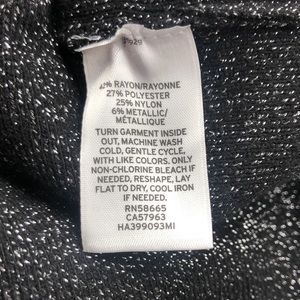 42% RAYON/RAYONNE
27% POLYESTER
25% NYLON
6% METALLIC/
METALLIQUE
TURN GARMENT INSIDE
OUT, MACHINE WASH
COLD, GENTLE CYCLE,
WITH LIKE COLORS. ONLY
NON-CHLORINE BLEACH IF
NEEDED, RESHAPE, LAY
FLAT TO DRY, COOL IRON
IF NEEDED.
RN58665
CA57963
HA399093MI